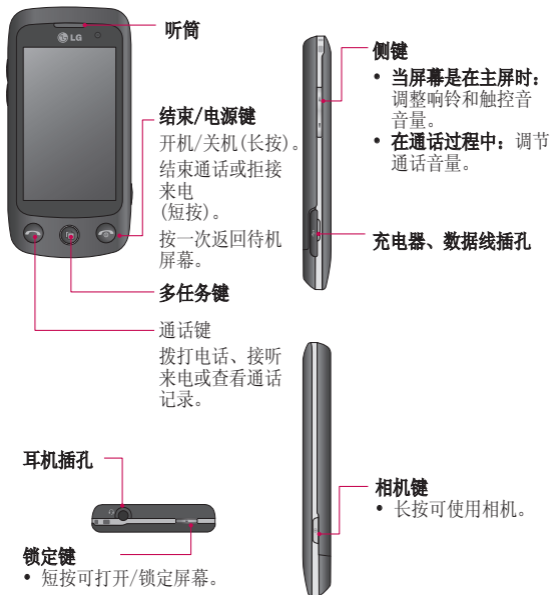 听筒
LG
结束/电源键
开机/关机(长按)。
结束通话或拒接
来电
(短按)。
按一次返回待机
屏幕。
多任务键
通话键
拨打电话、接听
来电或查看通话
记录。
侧键
• 当屏幕是在主屏时:
调整响铃和触控音
音量。
• 在通话过程中: 调节
通话音量。
充电器、数据线插孔
耳机插孔
锁定键
• 短按可打开/锁定屏幕。
相机键
• 长按可使用相机。